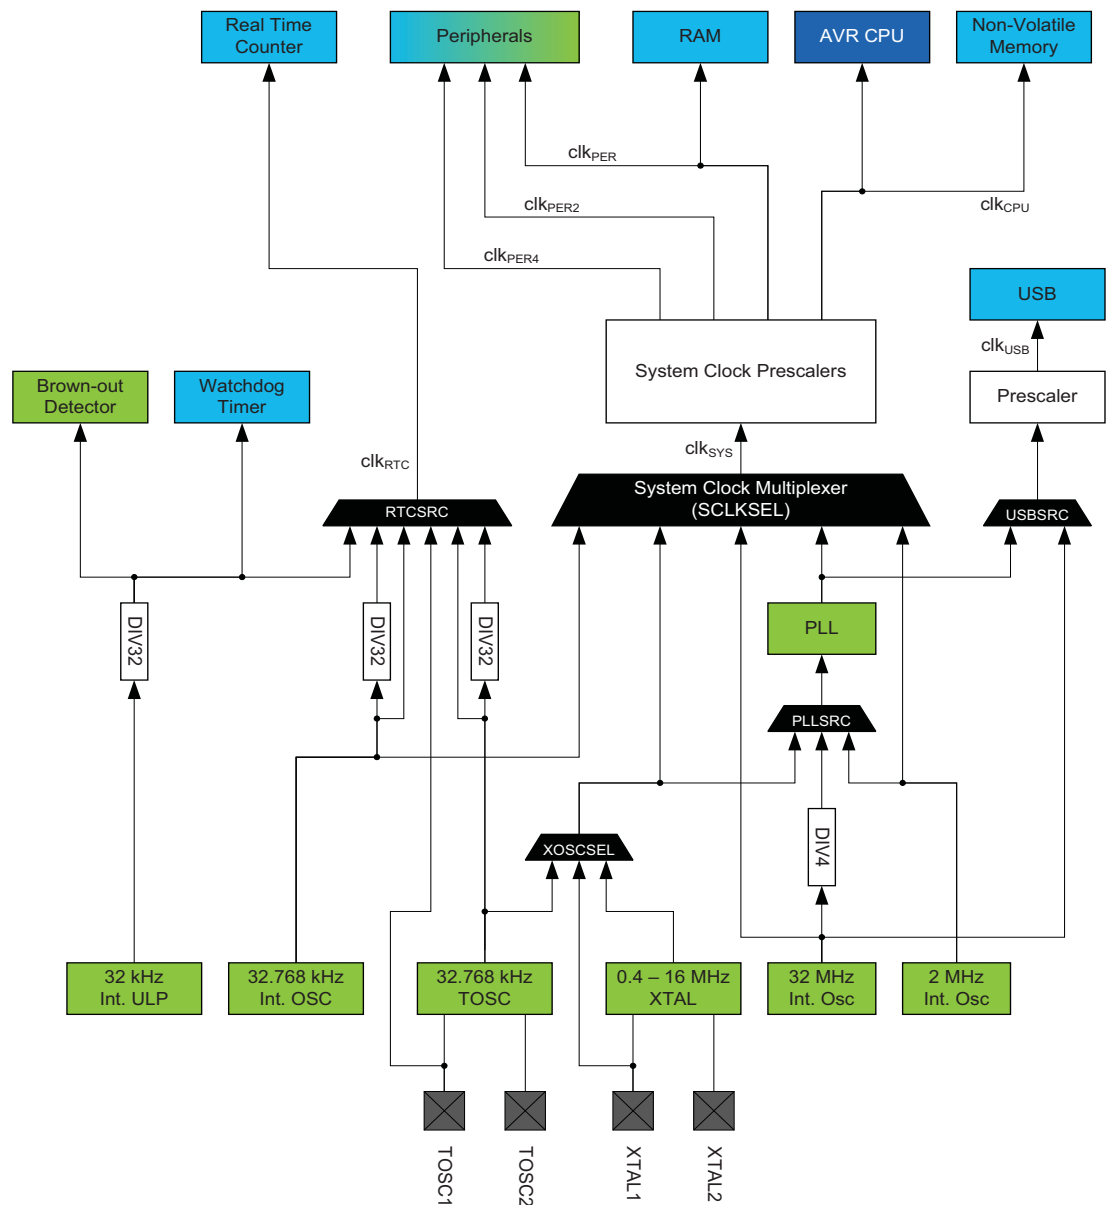 Real Time
Counter
Peripherals
RAM
AVR CPU
Non-Volatile
Memory
clkPER
clkPER2
clkCPU
clkPER4
USB
clkUSB
System Clock Prescalers
Prescaler
Brown-out
Detector
Watchdog
Timer
clkSYS
clkRTC
System Clock Multiplexer
(SCLKSEL)
RTCSRC
USBSRC
DIV32
DIV32
DIV32
PLL
PLLSRC
XOSCSEL
DIV4
32 kHz
Int. ULP
32.768 kHz
Int. OSC
32.768 kHz
TOSC
0.4 – 16 MHz
XTAL
32 MHz
Int. Osc
2 MHz
Int. Osc
TOSC1
TOSC2
XTAL1
XTAL2